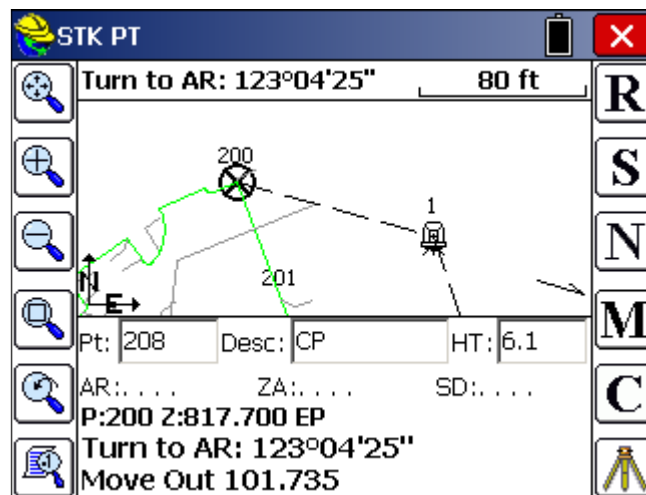 STK PT
Turn to AR: 123°04'25" 80 ft
R
200
S
1
N
N
201
E
M
Pt: 208 Desc: CP HT: 6.1
AR:.... ZA:.... SD:....
C
P:200 Z:817.700 EP
Turn to AR: 123°04'25"
Move Out 101.735